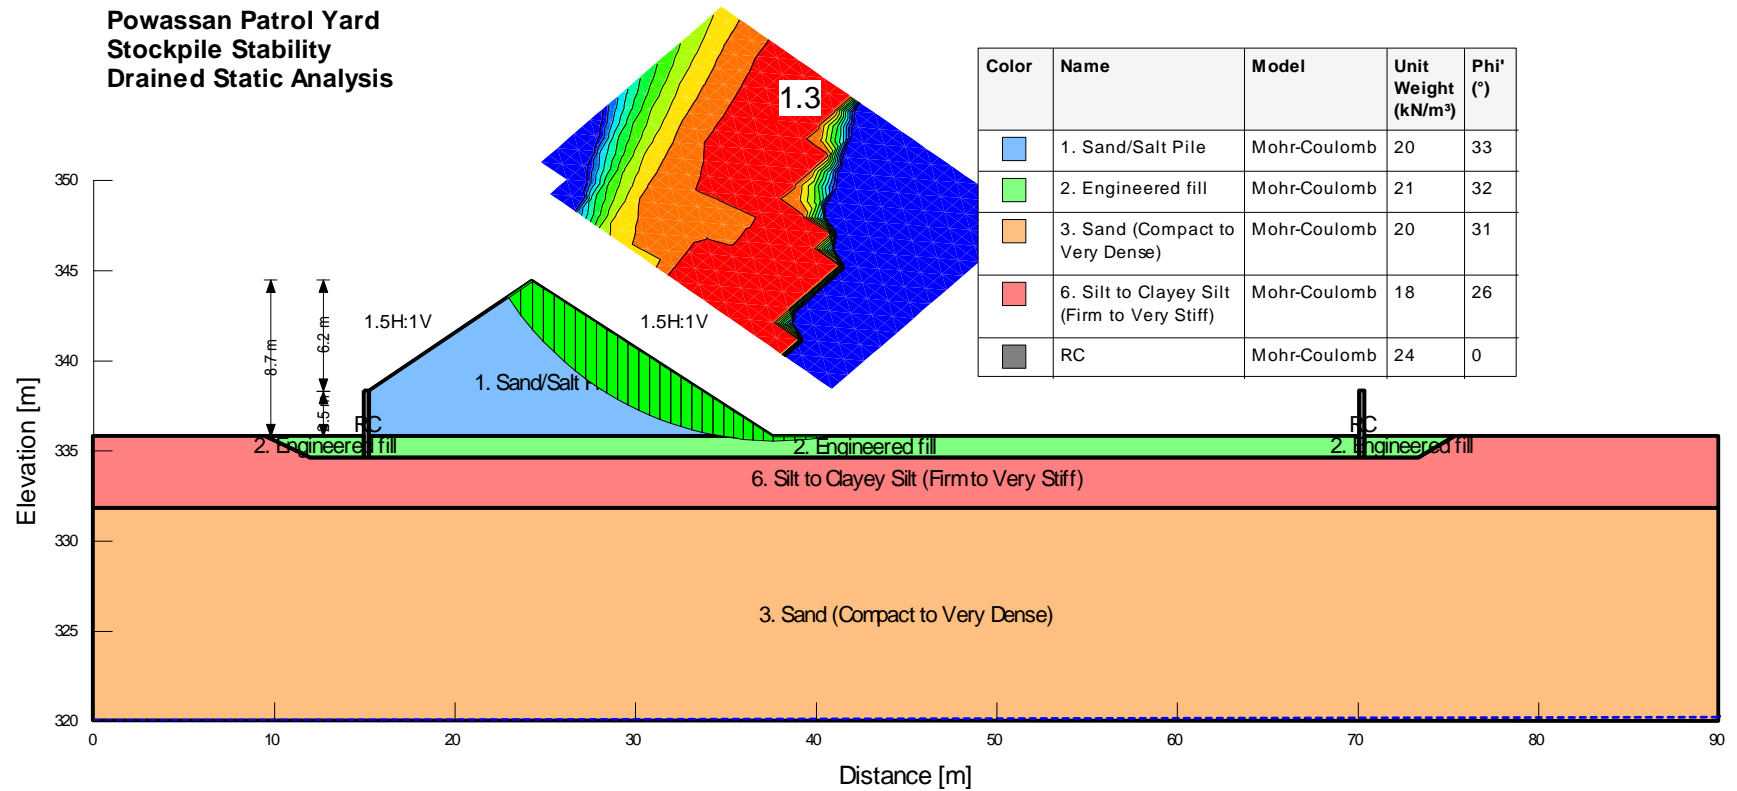 Powassan Patrol Yard
Stockpile Stability
Drained Static Analysis
1.3
Color Name Model Unit Weight (kN/m³) Phi' (°)
1. Sand/Salt Pile Mohr-Coulomb 20 33
2. Engineered fill Mohr-Coulomb 21 32
3. Sand (Compact to Very Dense) Mohr-Coulomb 20 31
6. Silt to Clayey Silt (Firm to Very Stiff) Mohr-Coulomb 18 26
RC Mohr-Coulomb 24 0
350
345
340
335
330
325
320
Elevation [m]
8.7 m
6.2 m
2.5 m
1.5H:1V
1.5H:1V
1. Sand/Salt
RC
RC
2. Engineered fill
2. Engineered fill
2. Engineered fill
6. Silt to Clayey Silt (Firm to Very Stiff)
3. Sand (Compact to Very Dense)
0 10 20 30 40 50 60 70 80 90
Distance [m]